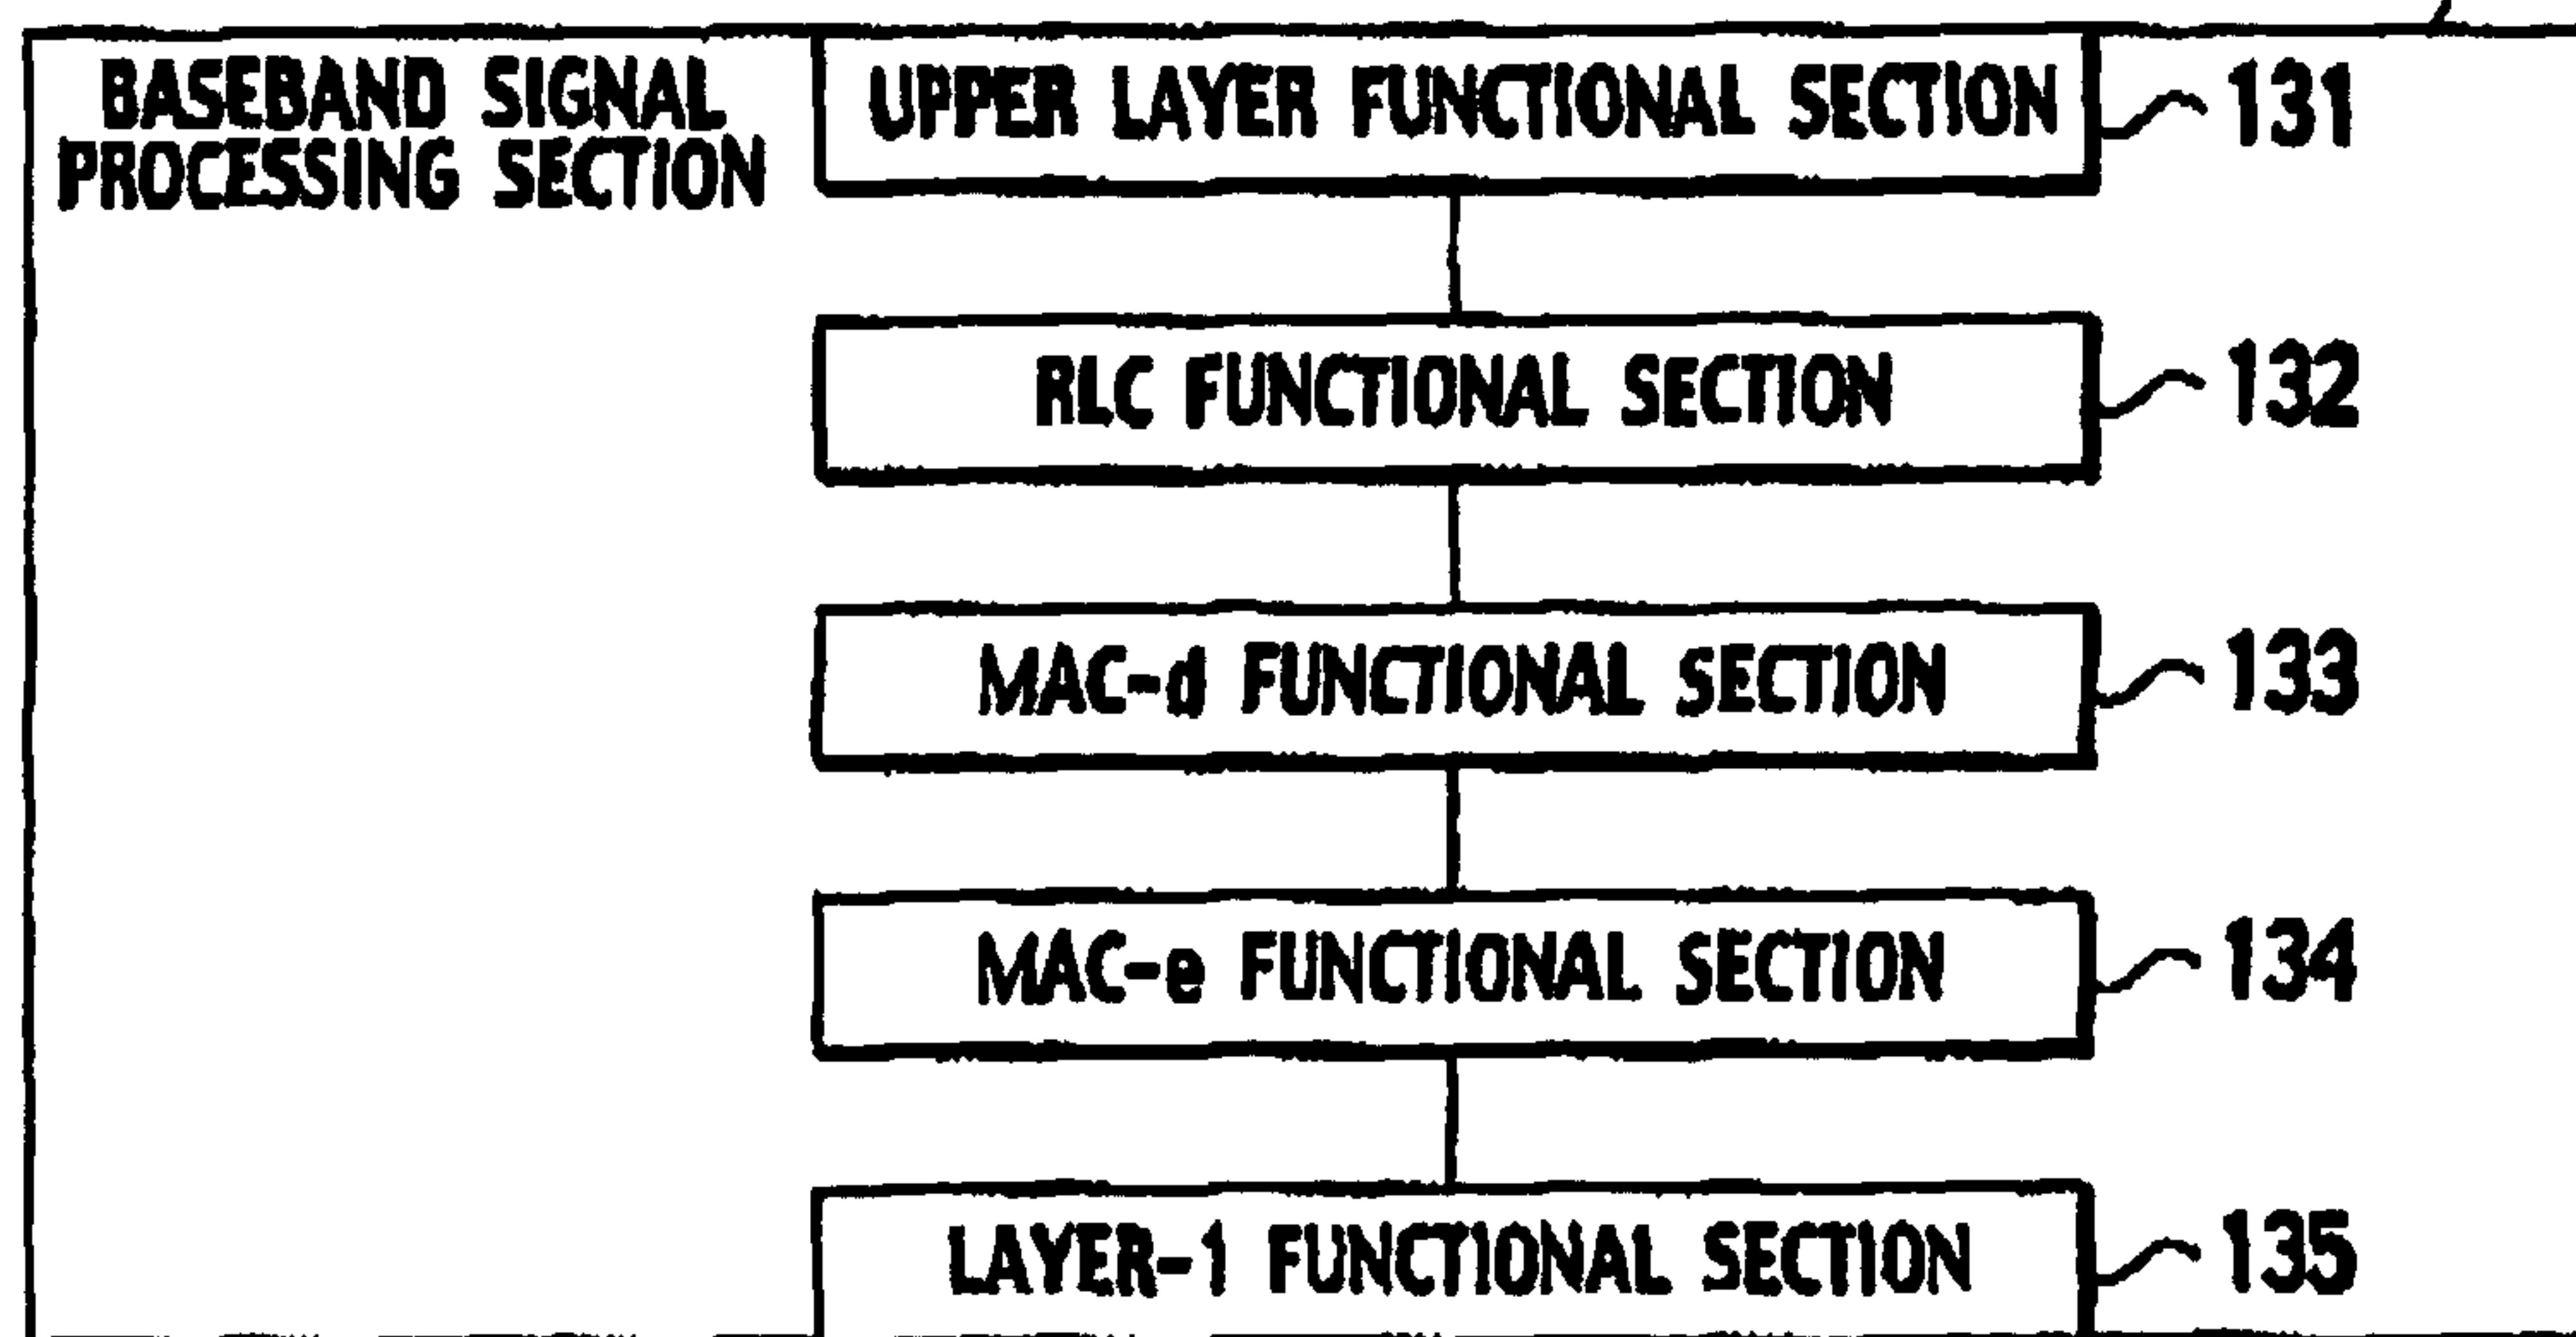 BASEBAND SIGNAL
PROCESSING SECTION
UPPER LAYER FUNCTIONAL SECTION
131
RLC FUNCTIONAL SECTION
132
MAC-d FUNCTIONAL SECTION
133
MAC-e FUNCTIONAL SECTION
134
LAYER-1 FUNCTIONAL SECTION
135